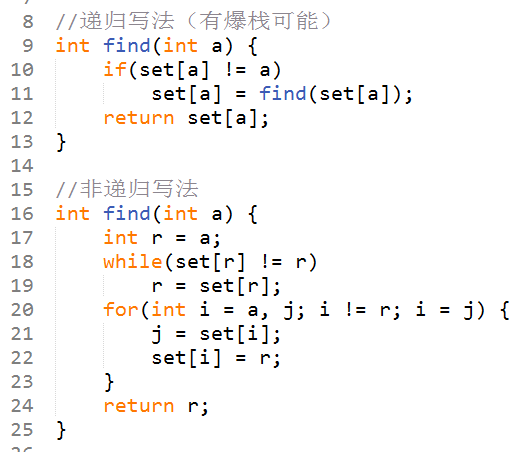 8 //递归写法（有爆栈可能）
9 int find(int a) {
10 if(set[a] != a)
11 set[a] = find(set[a]);
12 return set[a];
13 }
14
15 //非递归写法
16 int find(int a) {
17 int r = a;
18 while(set[r] != r)
19 r = set[r];
20 for(int i = a, j; i != r; i = j) {
21 j = set[i];
22 set[i] = r;
23 }
24 return r;
25 }